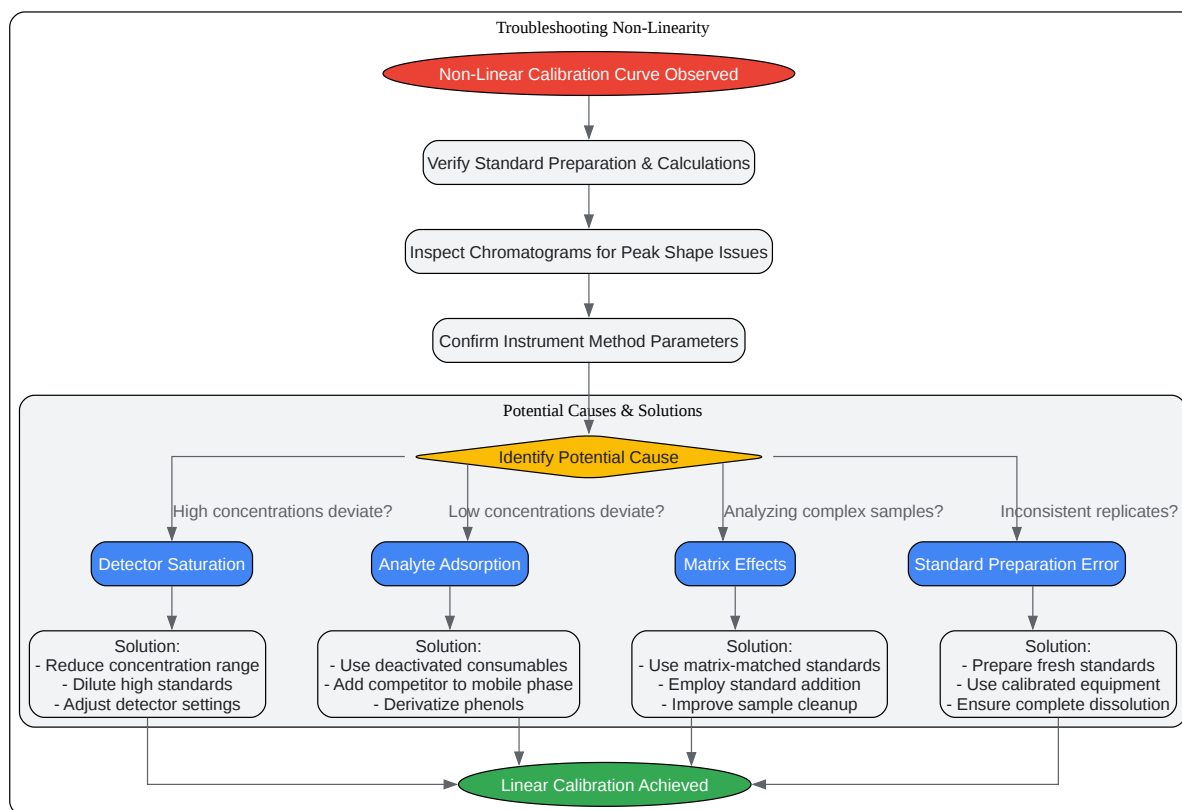 Troubleshooting Non-Linearity
Non-Linear Calibration Curve Observed
Verify Standard Preparation & Calculations
Inspect Chromatograms for Peak Shape Issues
Confirm Instrument Method Parameters
Potential Causes & Solutions
Identify Potential Cause
High concentrations deviate?
Low concentrations deviate?
Analyzing complex samples?
Inconsistent replicates?
Detector Saturation
Analyte Adsorption
Matrix Effects
Standard Preparation Error
Solution:
- Reduce concentration range
- Dilute high standards
- Adjust detector settings
Solution:
- Use deactivated consumables
- Add competitor to mobile phase
- Derivatize phenols
Solution:
- Use matrix-matched standards
- Employ standard addition
- Improve sample cleanup
Solution:
- Prepare fresh standards
- Use calibrated equipment
- Ensure complete dissolution
Linear Calibration Achieved